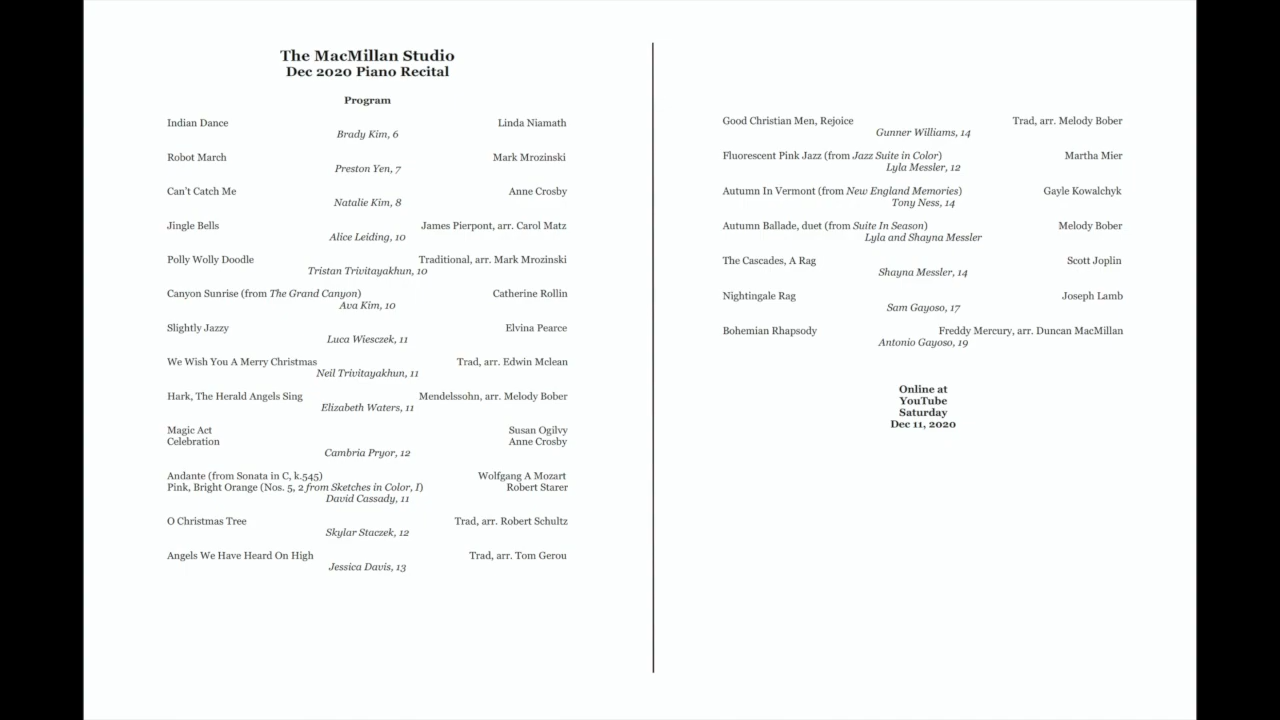 The MacMillan Studio
Dec 2020 Piano Recital
Program
Indian Dance Linda Niamath
Brady Kim, 6
Robot March Mark Mrozinski
Preston Yen, 7
Can't Catch Me Anne Crosby
Natalie Kim, 8
Jingle Bells James Pierpont, arr. Carol Matz
Alice Leiding, 10
Polly Wolly Doodle Traditional, arr. Mark Mrozinski
Tristan Trivitayakhun, 10
Canyon Sunrise (from The Grand Canyon) Catherine Rollin
Ava Kim, 10
Slightly Jazzy Elvina Pearce
Luca Wiesczek, 11
We Wish You A Merry Christmas Trad, arr. Edwin Mclean
Neil Trivitayakhun, 11
Hark, The Herald Angels Sing Mendelssohn, arr. Melody Bober
Elizabeth Waters, 11
Magic Act Susan Ogilvy
Celebration Anne Crosby
Cambria Pryor, 12
Andante (from Sonata in C, k.545) Wolfgang A Mozart
Pink, Bright Orange (Nos. 5, 2 from Sketches in Color, I) Robert Starer
David Cassady, 11
O Christmas Tree Trad, arr. Robert Schultz
Skylar Staczek, 12
Angels We Have Heard On High Trad, arr. Tom Gerou
Jessica Davis, 13
Good Christian Men, Rejoice Trad, arr. Melody Bober
Gunner Williams, 14
Fluorescent Pink Jazz (from Jazz Suite in Color) Martha Mier
Lyla Messler, 12
Autumn In Vermont (from New England Memories) Gayle Kowalchyk
Tony Ness, 14
Autumn Ballade, duet (from Suite In Season) Melody Bober
Lyla and Shayna Messler
The Cascades, A Rag Scott Joplin
Shayna Messler, 14
Nightingale Rag Joseph Lamb
Sam Gayoso, 17
Bohemian Rhapsody Freddy Mercury, arr. Duncan MacMillan
Antonio Gayoso, 19
Online at
YouTube
Saturday
Dec 11, 2020